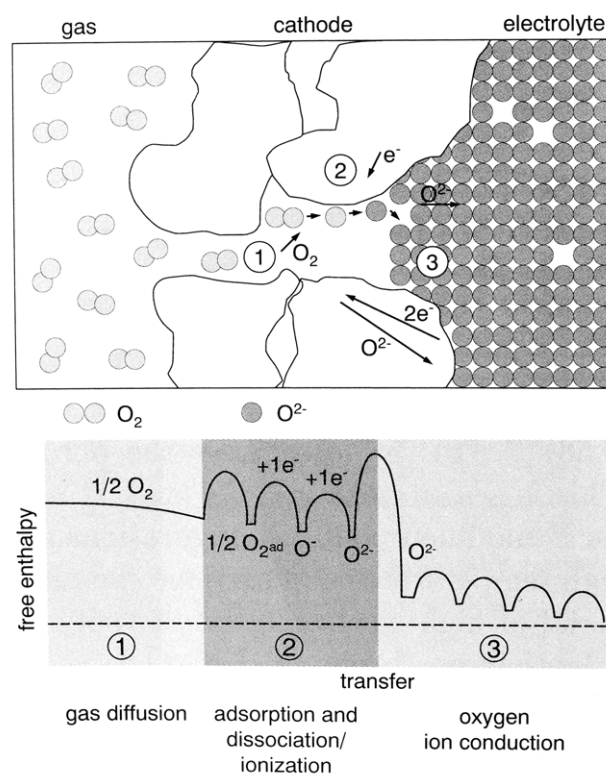 gas cathode electrolyte
② e⁻
O²⁻
① O₂ ③
2e⁻
O²⁻
O₂ O²⁻
free enthalpy
1/2 O₂ +1e⁻ +1e⁻
1/2 O₂ad O⁻ O²⁻ O²⁻
① ② ③
transfer
gas diffusion adsorption and oxygen
dissociation/ ion conduction
ionization